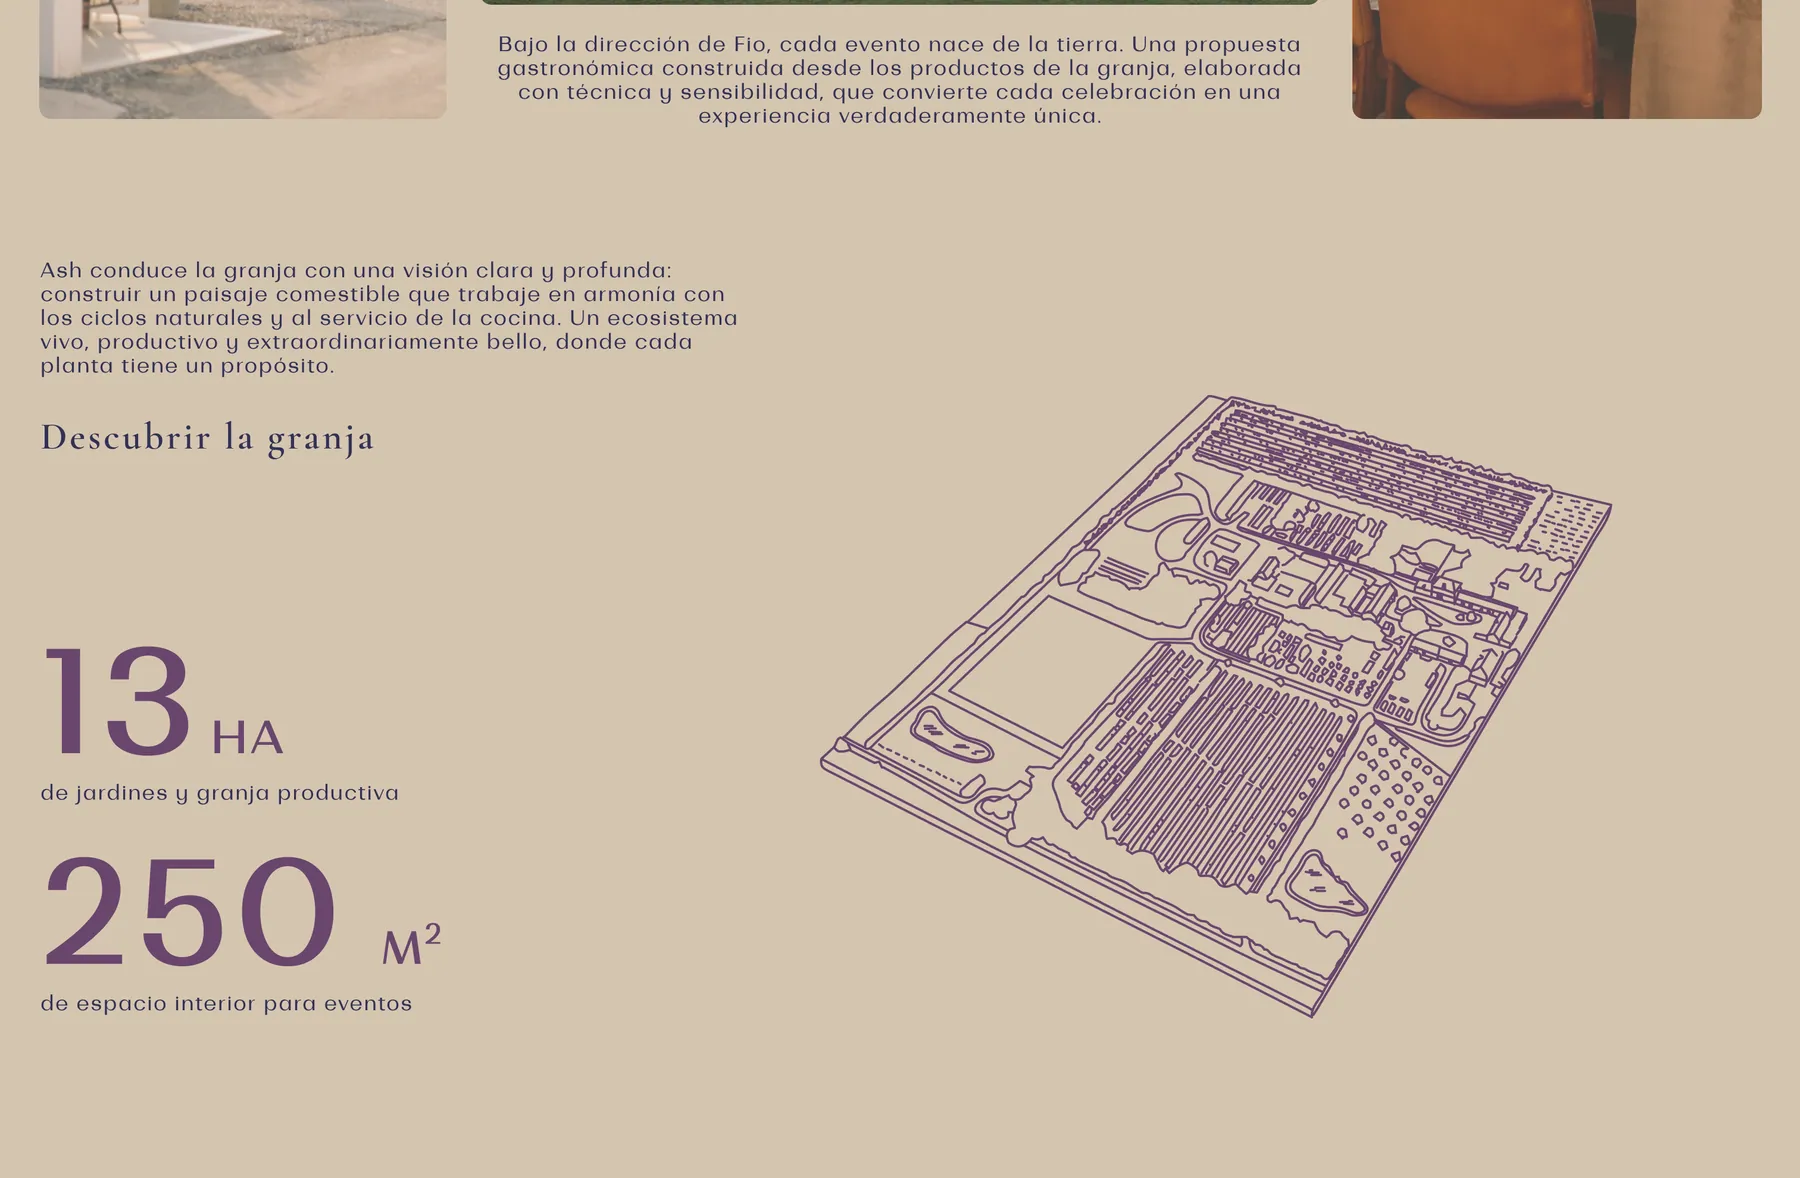 Bajo la dirección de Fio, cada evento nace de la tierra. Una propuesta
gastronómica construida desde los productos de la granja, elaborada
con técnica y sensibilidad, que convierte cada celebración en una
experiencia verdaderamente única.
Ash conduce la granja con una visión clara y profunda:
construir un paisaje comestible que trabaje en armonía con
los ciclos naturales y al servicio de la cocina. Un ecosistema
vivo, productivo y extraordinariamente bello, donde cada
planta tiene un propósito.
Descubrir la granja
13 HA
de jardines y granja productiva
250 M²
de espacio interior para eventos